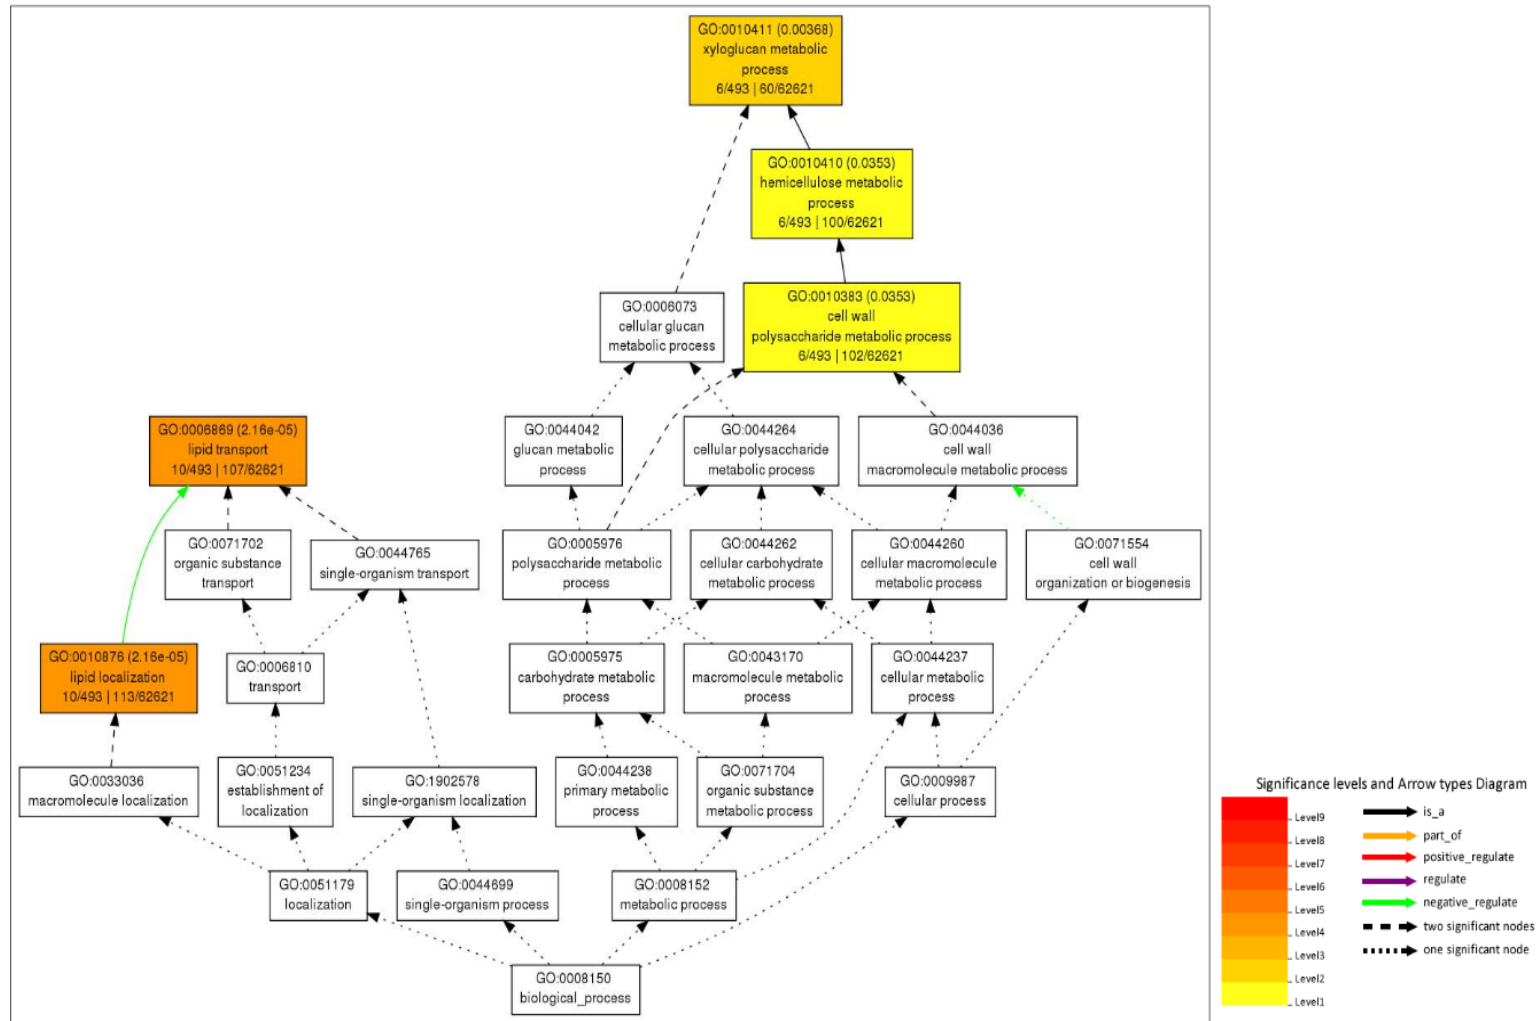 GO:0010411 (0.00368)
xyloglucan metabolic
process
6/493 | 60/62621
GO:0010410 (0.0353)
hemicellulose metabolic
process
6/493 | 100/62621
GO:0006073
cellular glucan
metabolic process
GO:0010383 (0.0353)
cell wall
polysaccharide metabolic process
6/493 | 102/62621
GO:0006869 (2.16e-05)
lipid transport
10/493 | 107/62621
GO:0044042
glucan metabolic
process
GO:0044264
cellular polysaccharide
metabolic process
GO:0044036
cell wall
macromolecule metabolic process
GO:0071702
organic substance
transport
GO:0044765
single-organism transport
GO:0005976
polysaccharide metabolic
process
GO:0044262
cellular carbohydrate
metabolic process
GO:0044260
cellular macromolecule
metabolic process
GO:0071554
cell wall
organization or biogenesis
GO:0010876 (2.16e-05)
lipid localization
10/493 | 113/62621
GO:0006810
transport
GO:0005975
carbohydrate metabolic
process
GO:0043170
macromolecule metabolic
process
GO:0044237
cellular metabolic
process
GO:0033036
macromolecule localization
GO:0051234
establishment of
localization
GO:1902578
single-organism localization
GO:0044238
primary metabolic
process
GO:0071704
organic substance
metabolic process
GO:0009987
cellular process
GO:0051179
localization
GO:0044699
single-organism process
GO:0008152
metabolic process
GO:0008150
biological_process
Significance levels and Arrow types Diagram
Level9
Level8
Level7
Level6
Level5
Level4
Level3
Level2
Level1
is_a
part_of
positive_regulate
regulate
negative_regulate
two significant nodes
one significant node